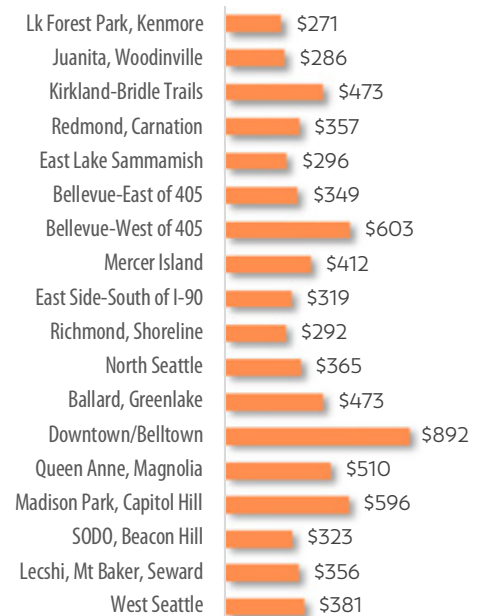 Lk Forest Park, Kenmore $271
Juanita, Woodinville $286
Kirkland-Bridle Trails $473
Redmond, Carnation $357
East Lake Sammamish $296
Bellevue-East of 405 $349
Bellevue-West of 405 $603
Mercer Island $412
East Side-South of I-90 $319
Richmond, Shoreline $292
North Seattle $365
Ballard, Greenlake $473
Downtown/Belltown $892
Queen Anne, Magnolia $510
Madison Park, Capitol Hill $596
SODO, Beacon Hill $323
Lecshi, Mt Baker, Seward $356
West Seattle $381